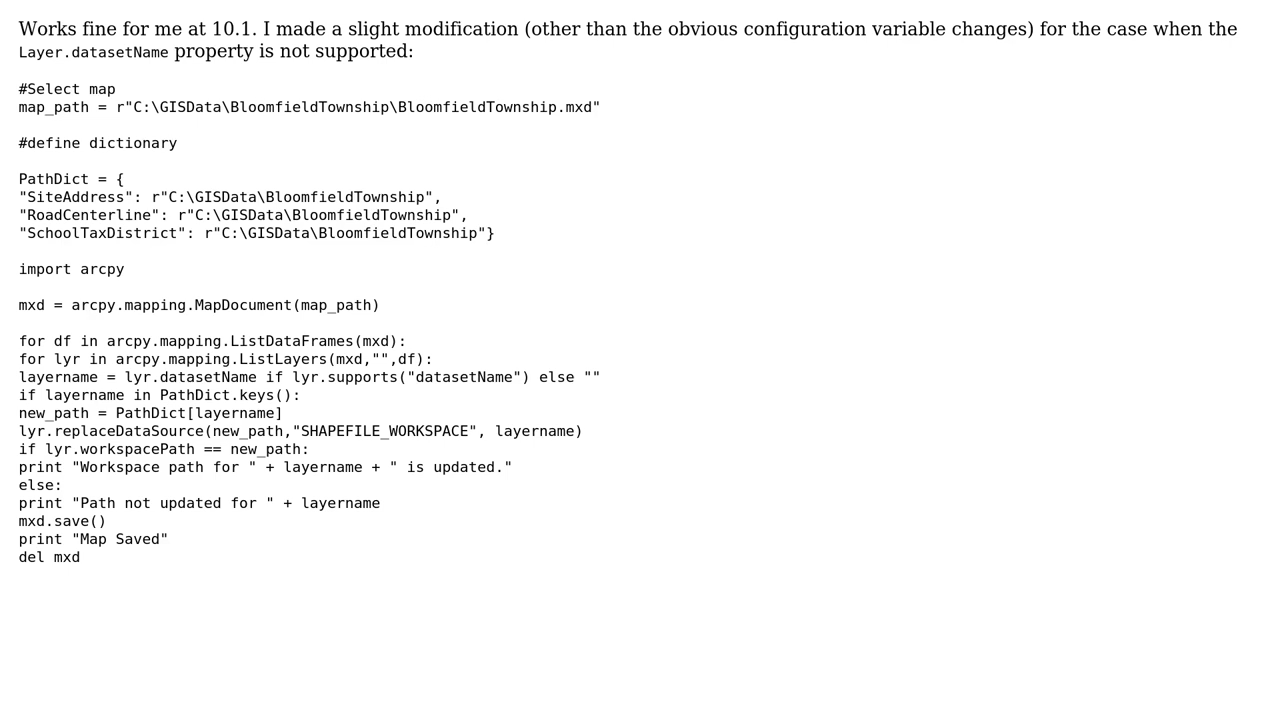 Works fine for me at 10.1. I made a slight modification (other than the obvious configuration variable changes) for the case when the
Layer.datasetName property is not supported:
#Select map
map_path = r"C:\GISData\BloomfieldTownship\BloomfieldTownship.mxd"
#define dictionary
PathDict = {
"SiteAddress": r"C:\GISData\BloomfieldTownship",
"RoadCenterline": r"C:\GISData\BloomfieldTownship",
"SchoolTaxDistrict": r"C:\GISData\BloomfieldTownship"}
import arcpy
mxd = arcpy.mapping.MapDocument(map_path)
for df in arcpy.mapping.ListDataFrames(mxd):
for lyr in arcpy.mapping.ListLayers(mxd,"",df):
layername = lyr.datasetName if lyr.supports("datasetName") else ""
if layername in PathDict.keys():
new_path = PathDict[layername]
lyr.replaceDataSource(new_path,"SHAPEFILE_WORKSPACE", layername)
if lyr.workspacePath == new_path:
print "Workspace path for " + layername + " is updated."
else:
print "Path not updated for " + layername
mxd.save()
print "Map Saved"
del mxd